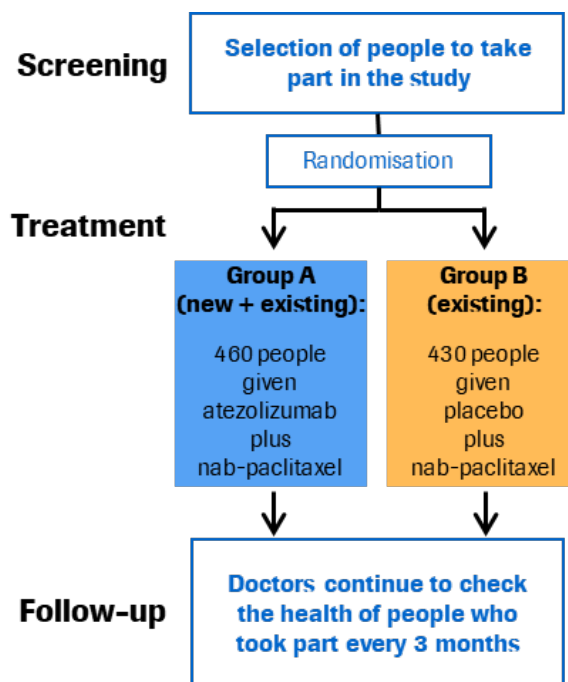 Screening
Selection of people to take
part in the study
Randomisation
Treatment
Group A
(new + existing):
460 people
given
atezolizumab
plus
nab-paclitaxel
Group B
(existing):
430 people
given
placebo
plus
nab-paclitaxel
Follow-up
Doctors continue to check
the health of people who
took part every 3 months